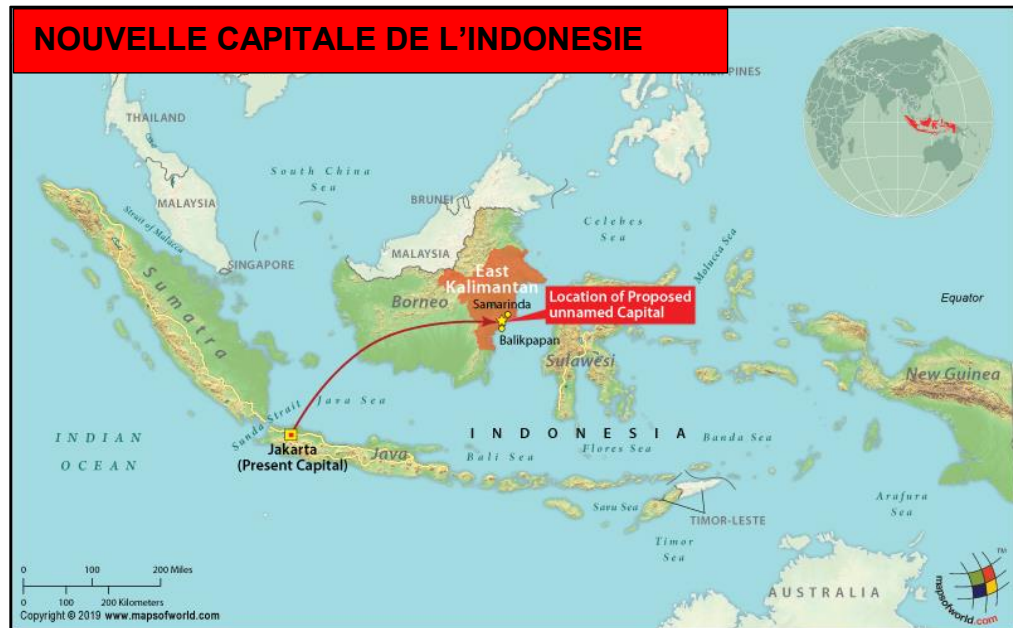 NOUVELLE CAPITALE DE L’INDONESIE
THAILAND
South China
Sea
MALAYSIA
Strait of Malacca
SINGAPORE
BRUNEI
MALAYSIA
Celebes
Sea
Molucca Sea
Sumatra
East
Kalimantan
Borneo
Samarinda
Location of Proposed
unnamed Capital
Balikpapan
Sulawesi
Equator
New Guinea
Sunda Strait
Java Sea
INDIAN
OCEAN
Jakarta
(Present Capital)
Java
INDONESIA
Bali Sea
Flores Sea
Banda Sea
Savu Sea
TIMOR-LESTE
Timor
Sea
Arafura
Sea
AUSTRALIA
0 100 200 Miles
0 100 200 Kilometers
Copyright © 2019 www.mapsofworld.com
TM
mapsofworld.com